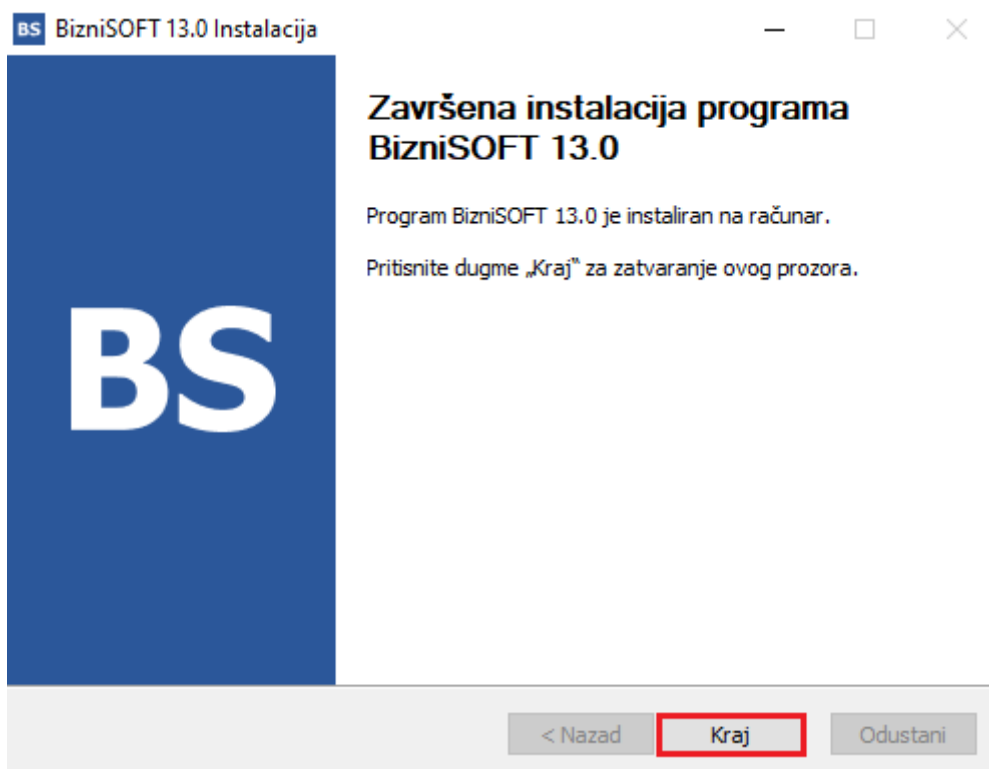 BS BizniSOFT 13.0 Instalacija
Završena instalacija programa
BizniSOFT 13.0
Program BizniSOFT 13.0 je instaliran na računar.
Pritisnite dugme „Kraj“ za zatvaranje ovog prozora.
BS
< Nazad Kraj Odustani